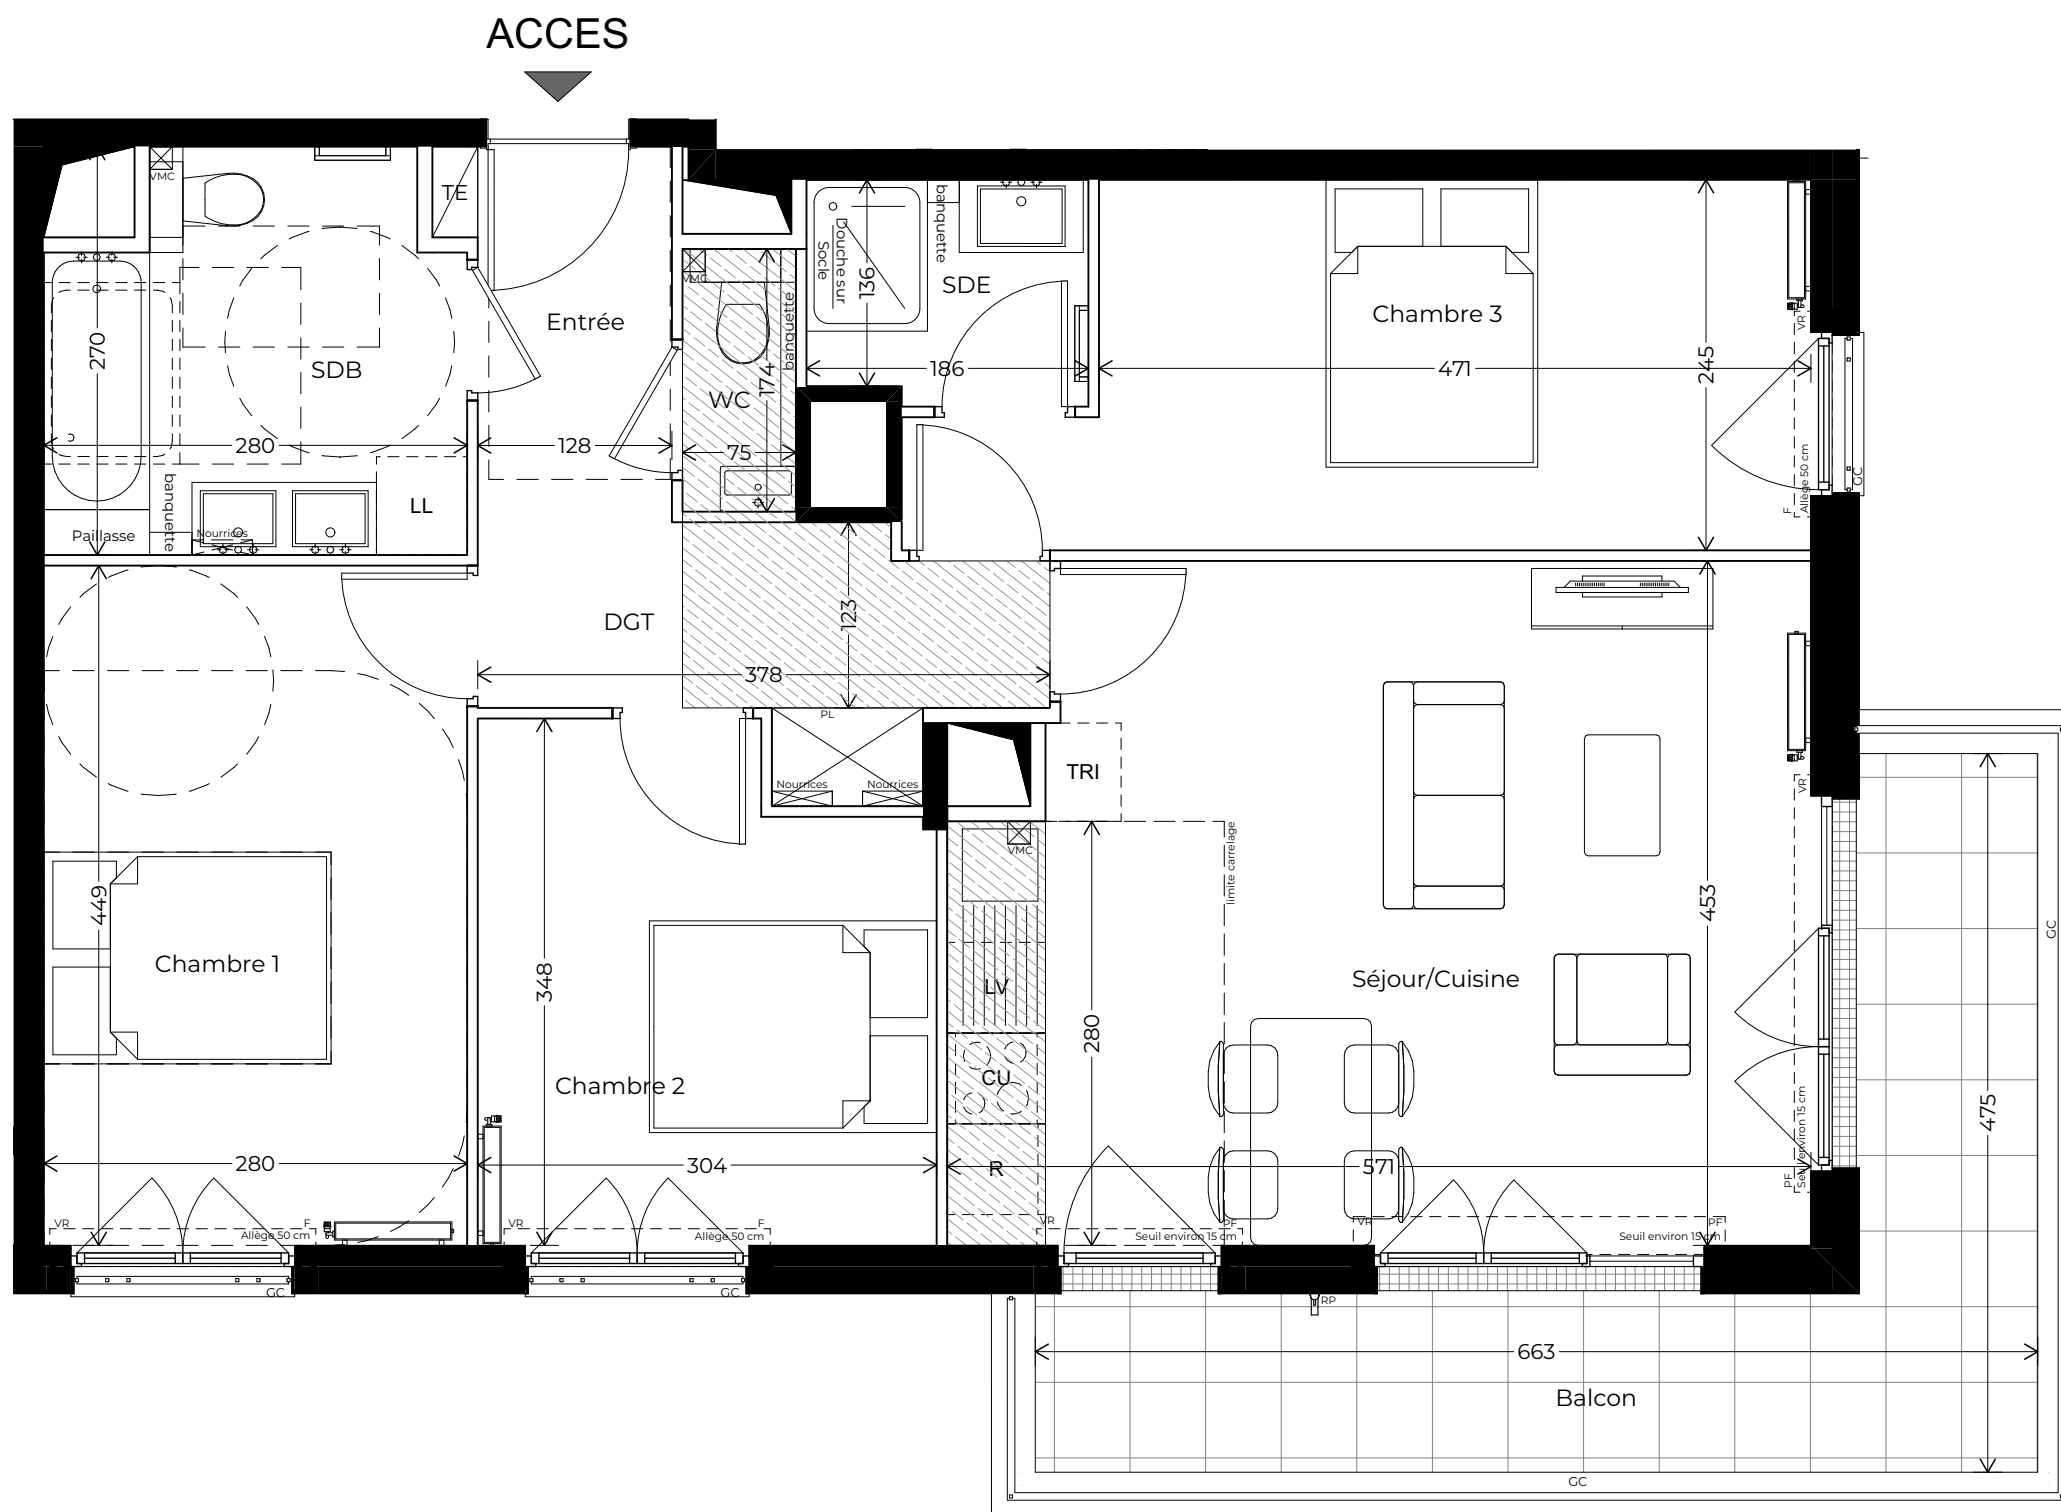 ACCES
VMC
TE
banquette
Douche sur
Socle
SDE
136
Entrée
VMC
banquette
Chambre 3
VR
270
SDB
186
471
245
WC
174
280
128
75
Allège 50 cm
F
GC
LL
banquette
Paillasse
Nourrices
DGT
123
378
PL
TRI
Nourrices
Nourrices
VR
VMC
limite carrelage
449
453
GC
Chambre 1
348
LV
Séjour/Cuisine
280
CU
Chambre 2
475
Seuil environ 15 cm
PF
280
304
R
571
VR
F
Allège 50 cm
VR
F
Allège 50 cm
VR
PF
Seuil environ 15 cm
VR
PF
Seuil environ 15 cm
GC
GC
RP
663
Balcon
GC